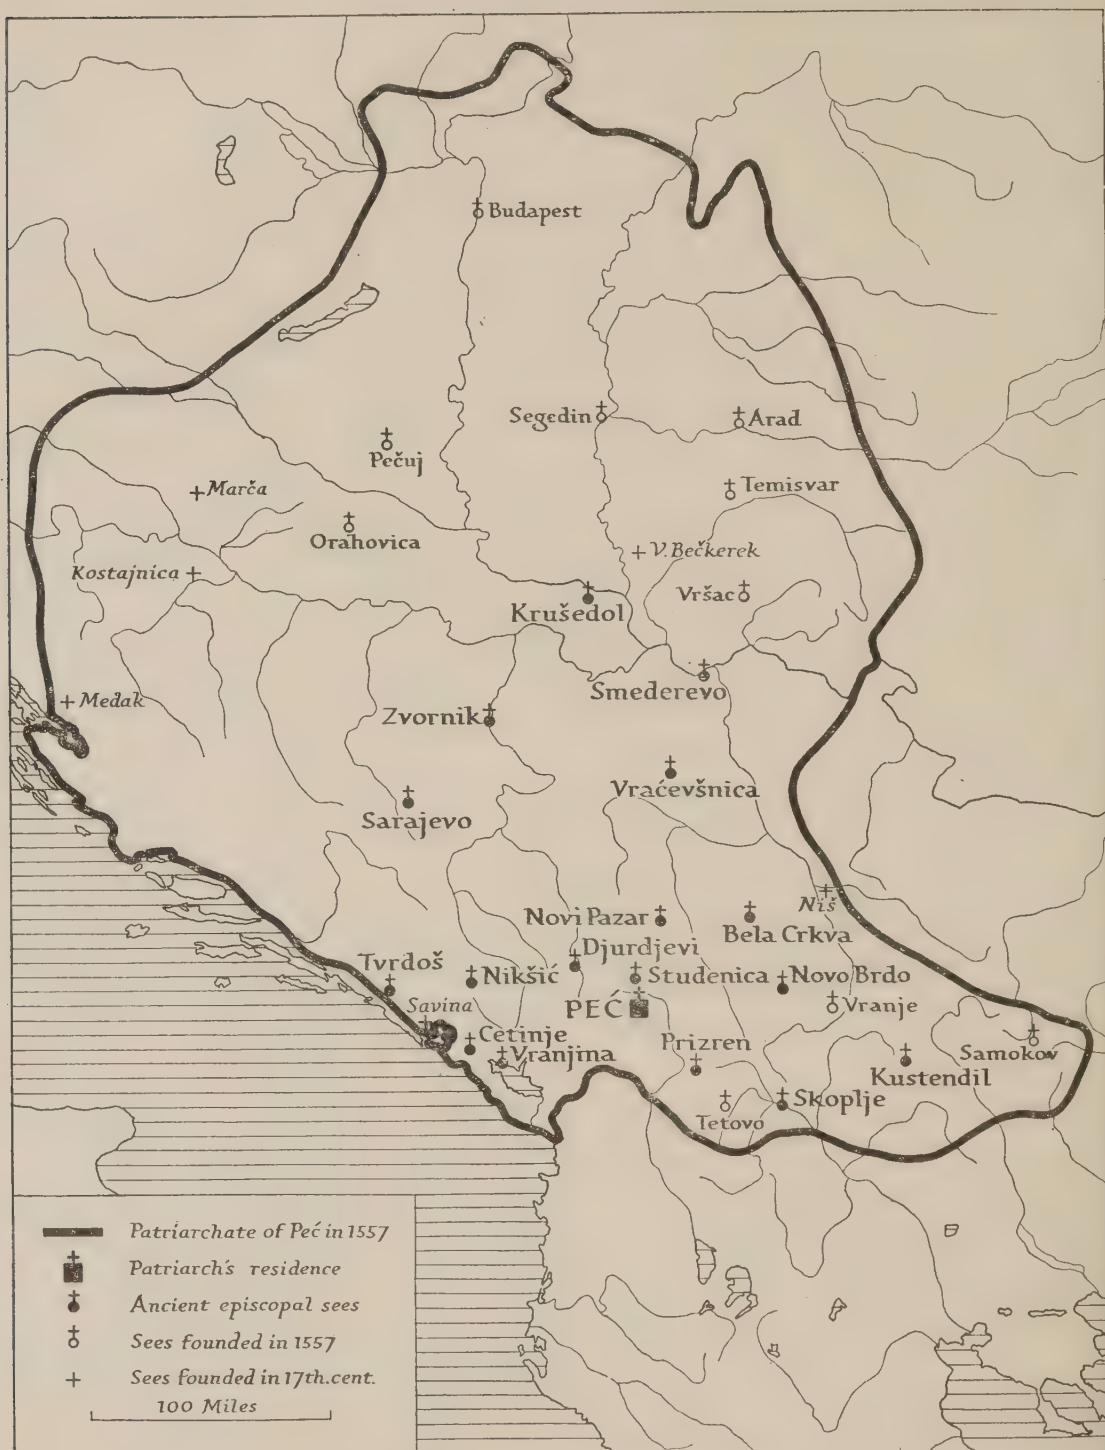 Budapest
Segedin
Arad
Pečuj
Marča
Temisvar
Orahovica
V. Bečkerek
Kostajnica
Vršac
Krušedol
Smederevo
Medak
Zvornik
Vraćevšnica
Sarajevo
Niš
Novi Pazar
Bela Crkva
Djurdjevi
Tvrdoš
Nikšić
Studenica
Novo Brdo
Savina
PEĆ
Vranje
Cetinje
Prizren
Samokov
Vranjina
Kustendil
Skoplje
Tetovo
Patriarchate of Peć in 1557
Patriarch's residence
Ancient episcopal sees
Sees founded in 1557
Sees founded in 17th.cent.
100 Miles